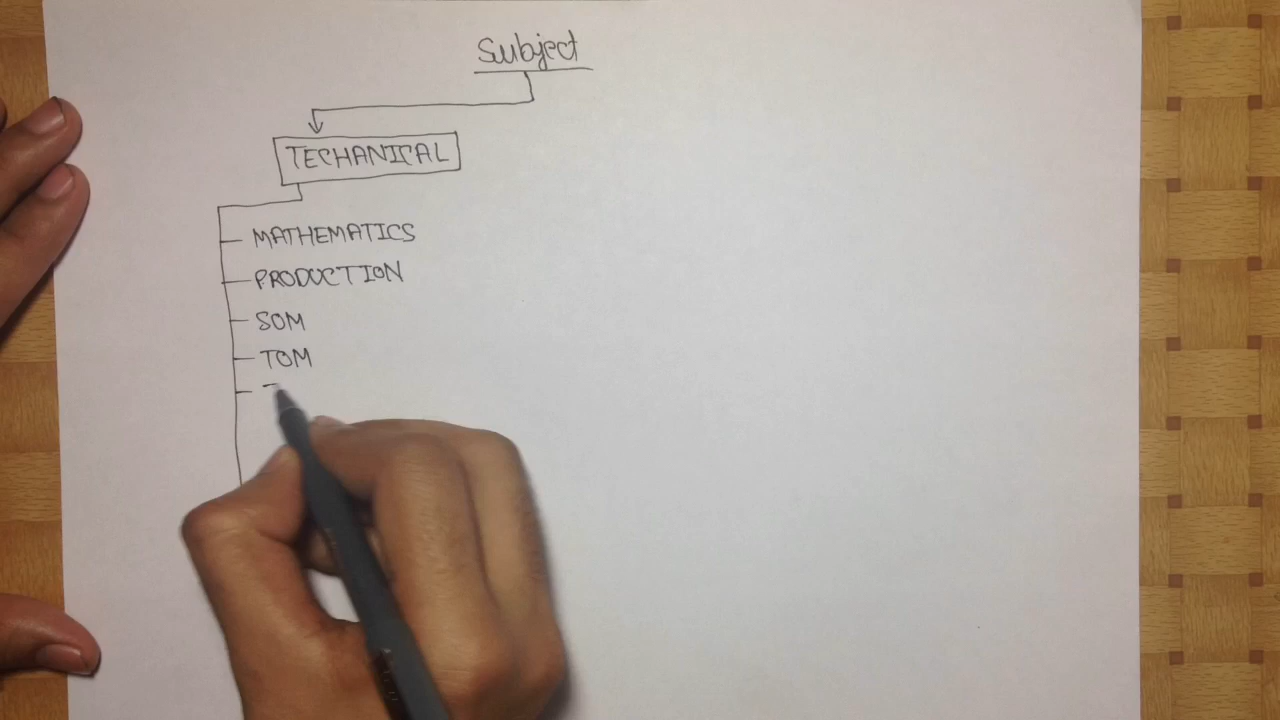 Subject
TECHANICAL
MATHEMATICS
PRODUCTION
SOM
TOM